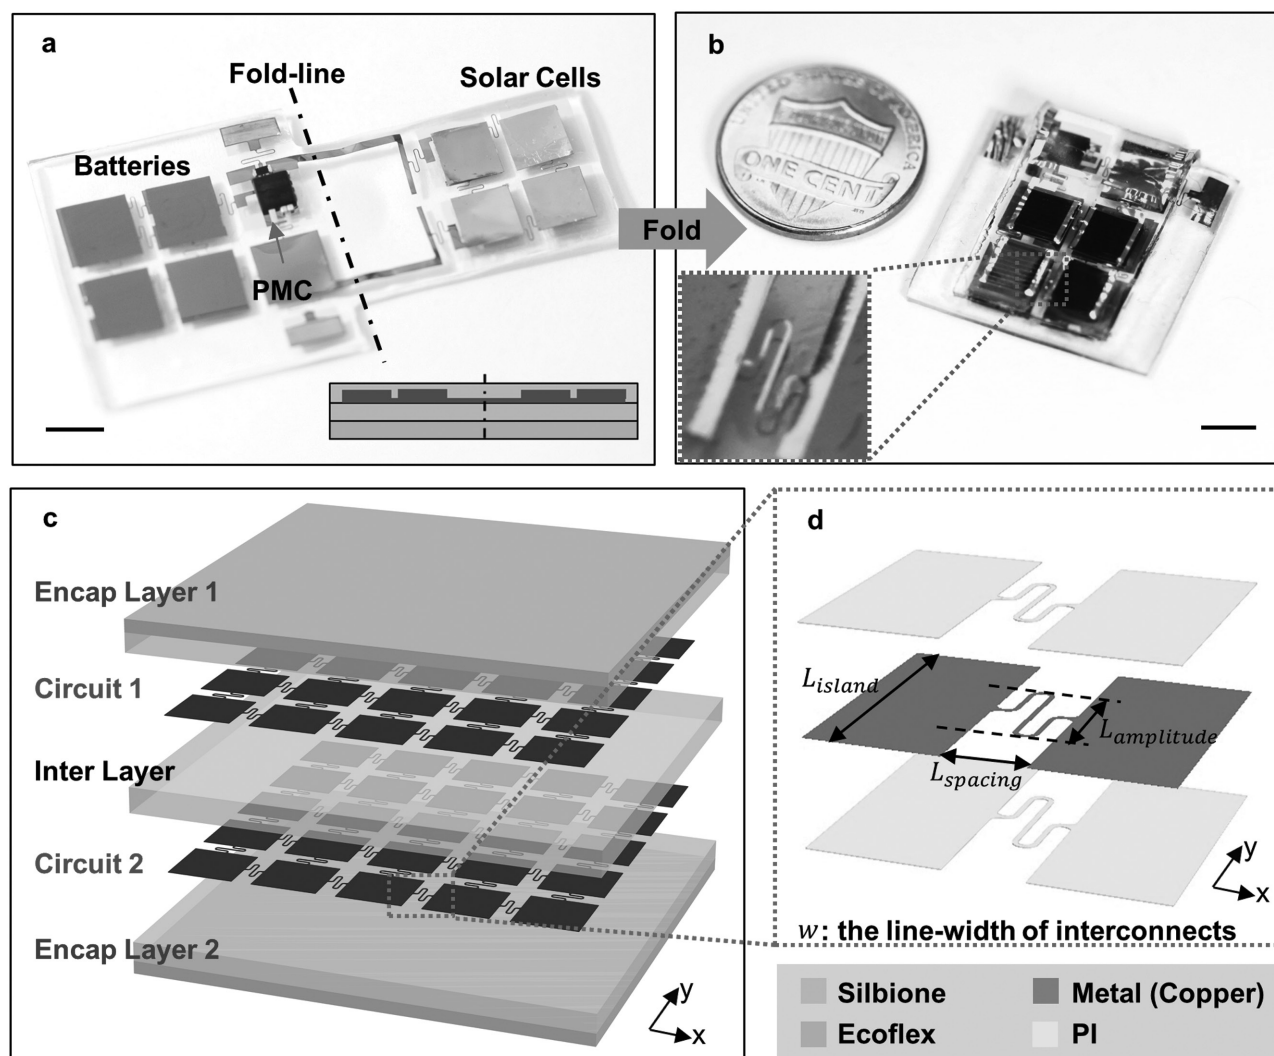 a
Fold-line
Solar Cells
Batteries
PMC
b
UNITED STATES OF AMERICA
ONE CENT
Fold
c
Encap Layer 1
Circuit 1
Inter Layer
Circuit 2
Encap Layer 2
y
x
d
L_island
L_amplitude
L_spacing
y
x
w: the line-width of interconnects
Silbione
Metal (Copper)
Ecoflex
PI